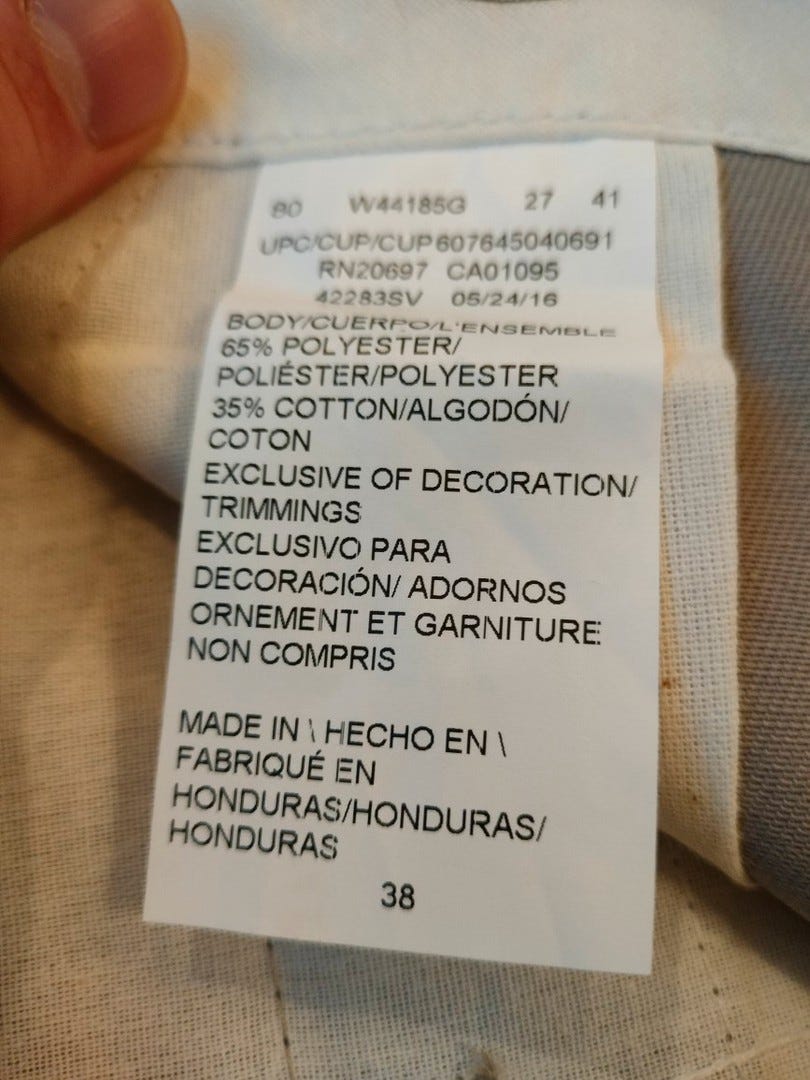 80 W44185G 27 41
UPC/CUP/CUP607645040691
RN20697 CA01095
42283SV 05/24/16
BODY/CUERPO/L'ENSEMBLE
65% POLYESTER/
POLIÉSTER/POLYESTER
35% COTTON/ALGODÓN/
COTON
EXCLUSIVE OF DECORATION/
TRIMMINGS
EXCLUSIVO PARA
DECORACIÓN/ ADORNOS
ORNEMENT ET GARNITURE
NON COMPRIS
MADE IN \ HECHO EN \
FABRIQUÉ EN
HONDURAS/HONDURAS/
HONDURAS
38